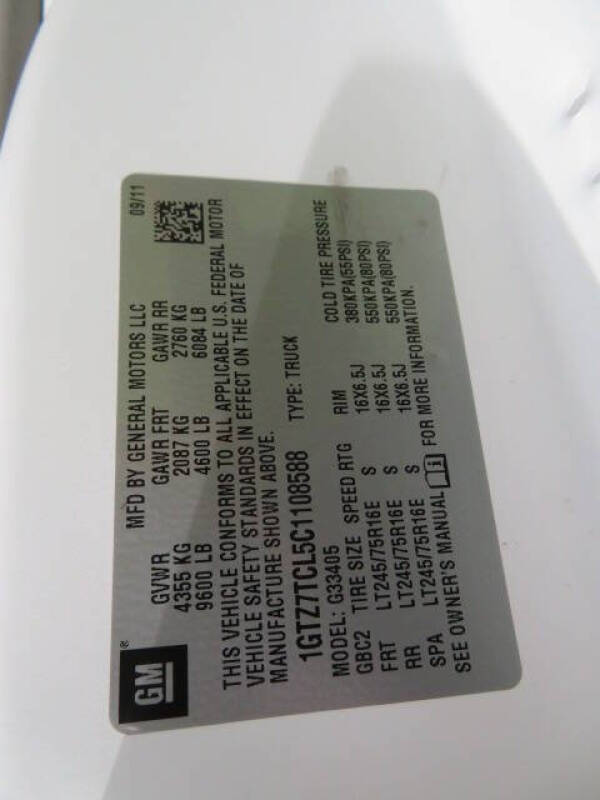 GM ®
MFD BY GENERAL MOTORS LLC 09/11
GVWR GAWR FRT GAWR RR
4355 KG 2087 KG 2760 KG
9600 LB 4600 LB 6084 LB
THIS VEHICLE CONFORMS TO ALL APPLICABLE U.S. FEDERAL MOTOR
VEHICLE SAFETY STANDARDS IN EFFECT ON THE DATE OF
MANUFACTURE SHOWN ABOVE.
1GTZ7TCL5C1108588 TYPE: TRUCK
MODEL: G33405
GBC2 TIRE SIZE SPEED RTG RIM COLD TIRE PRESSURE
FRT LT245/75R16E S 16X6.5J 380KPA(55PSI)
RR LT245/75R16E S 16X6.5J 550KPA(80PSI)
SPA LT245/75R16E S 16X6.5J 550KPA(80PSI)
SEE OWNER'S MANUAL FOR MORE INFORMATION.